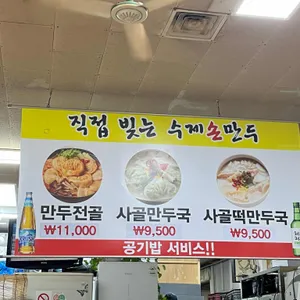 직접 빚는 수제손만두
만두전골 사골만두국 사골떡만두국
₩11,000 ₩9,500 ₩9,500
공기밥 서비스!!